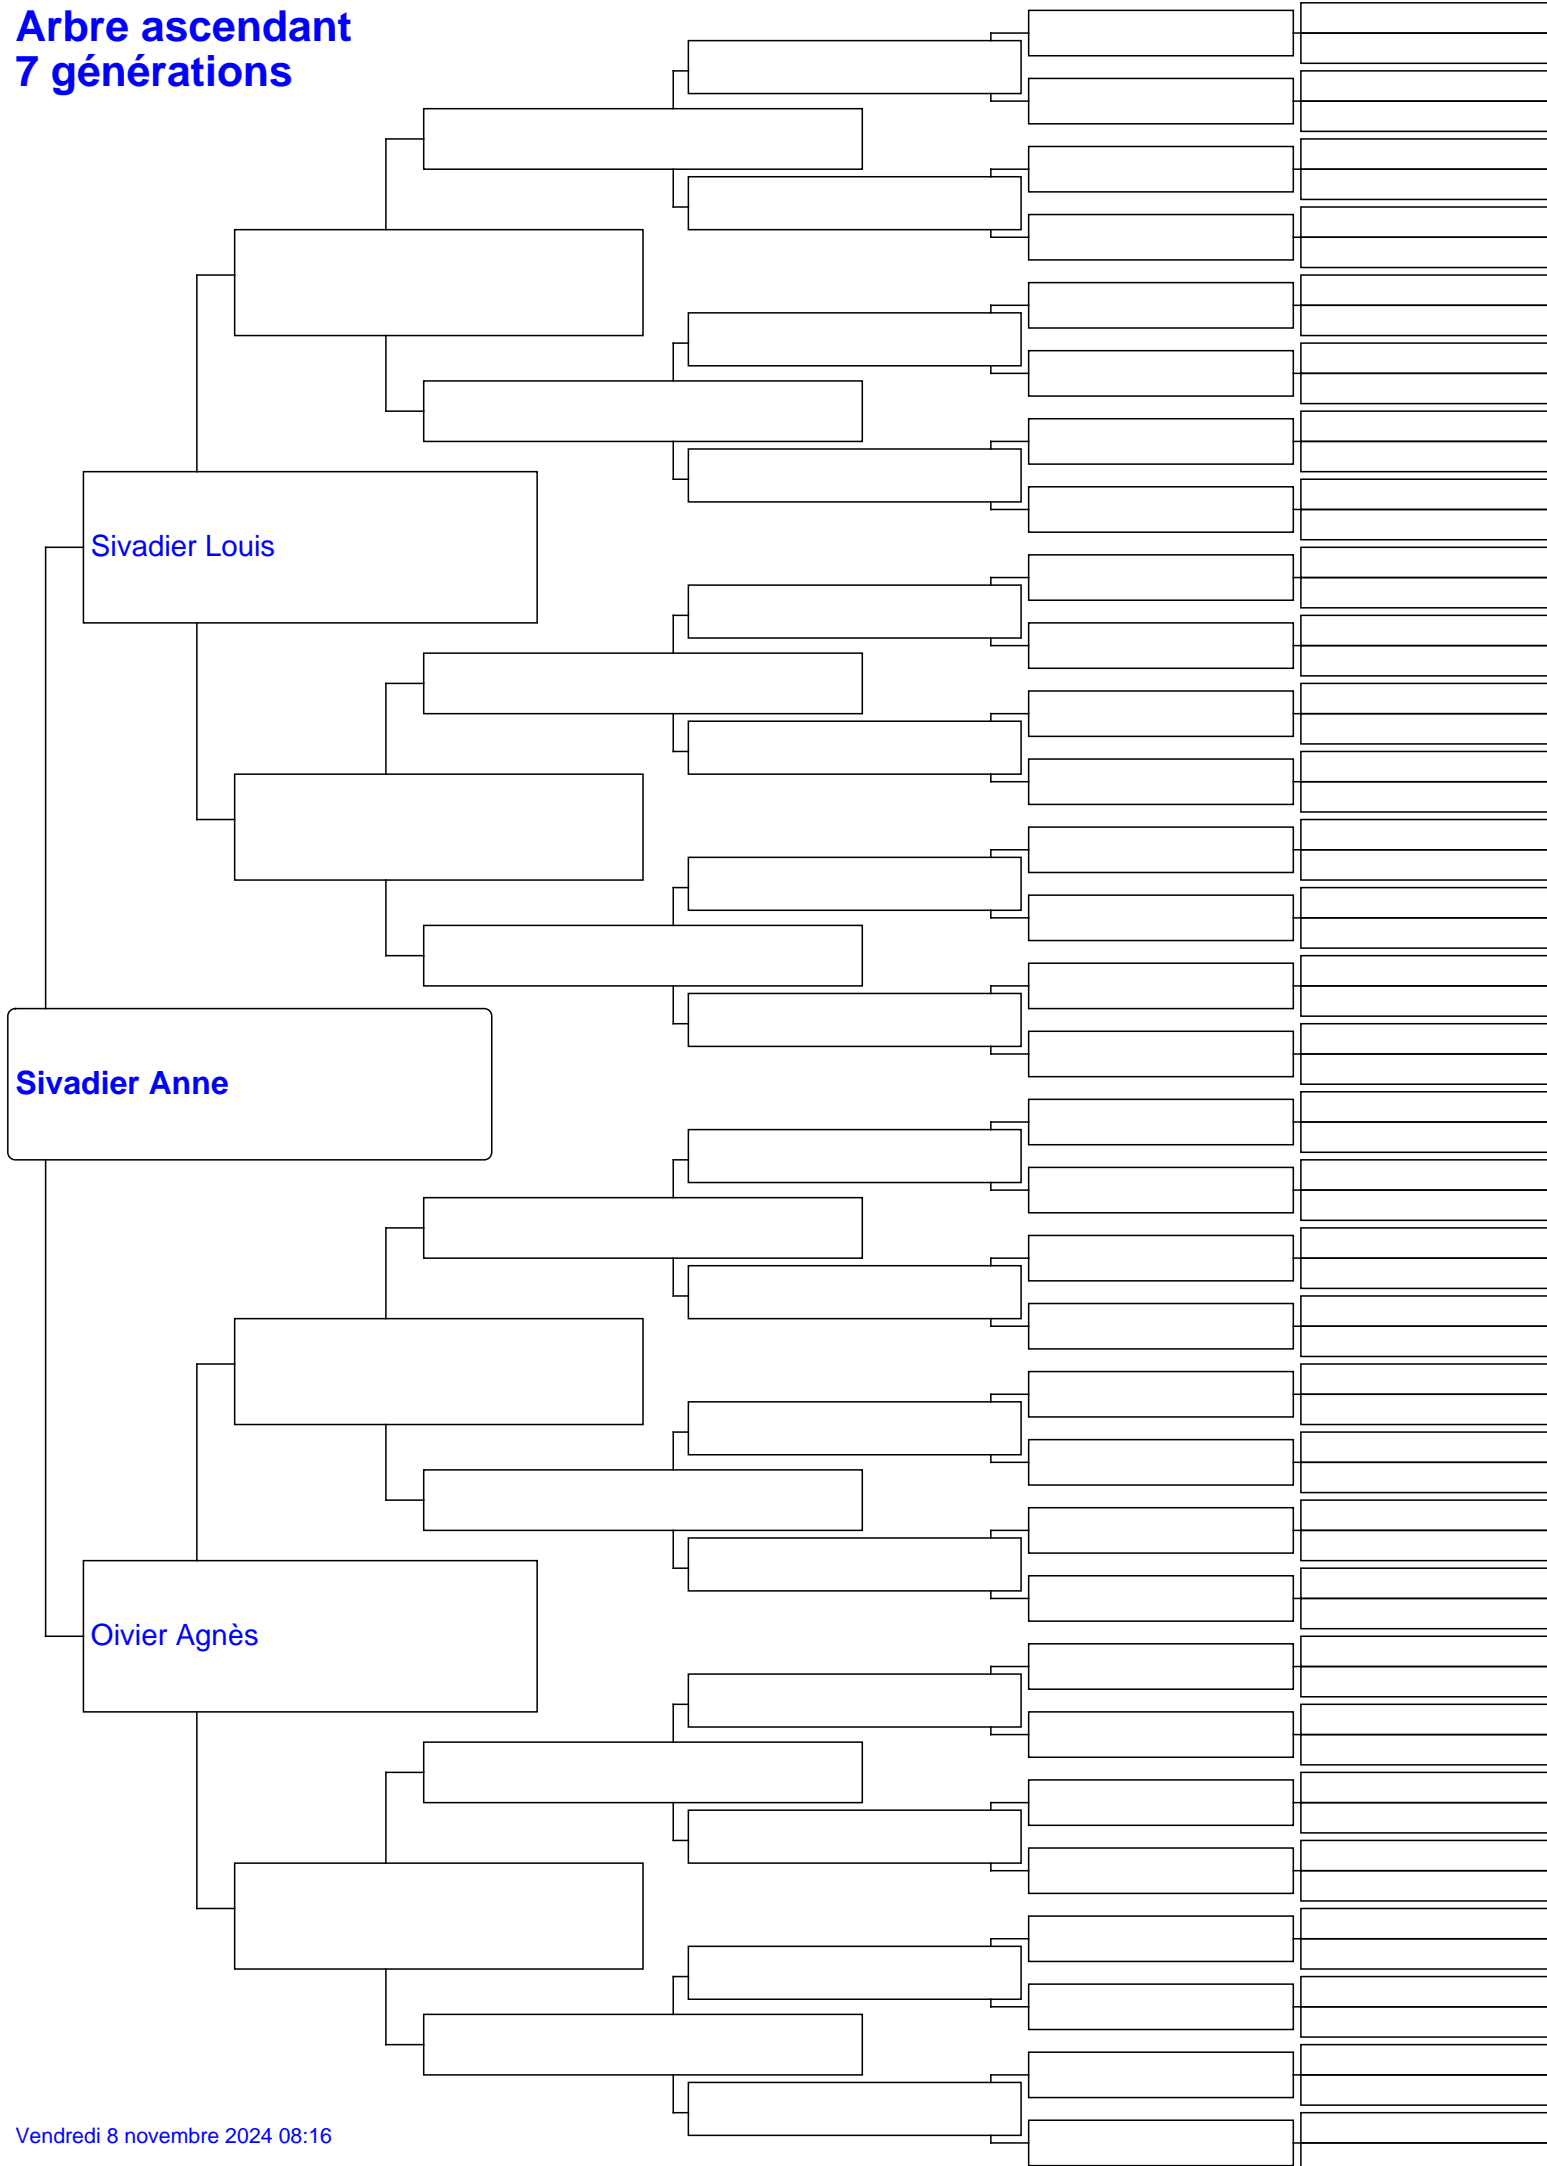 Arbre ascendant
7 générations
Sivadier Louis
Sivadier Anne
Oivier Agnès
Vendredi 8 novembre 2024 08:16